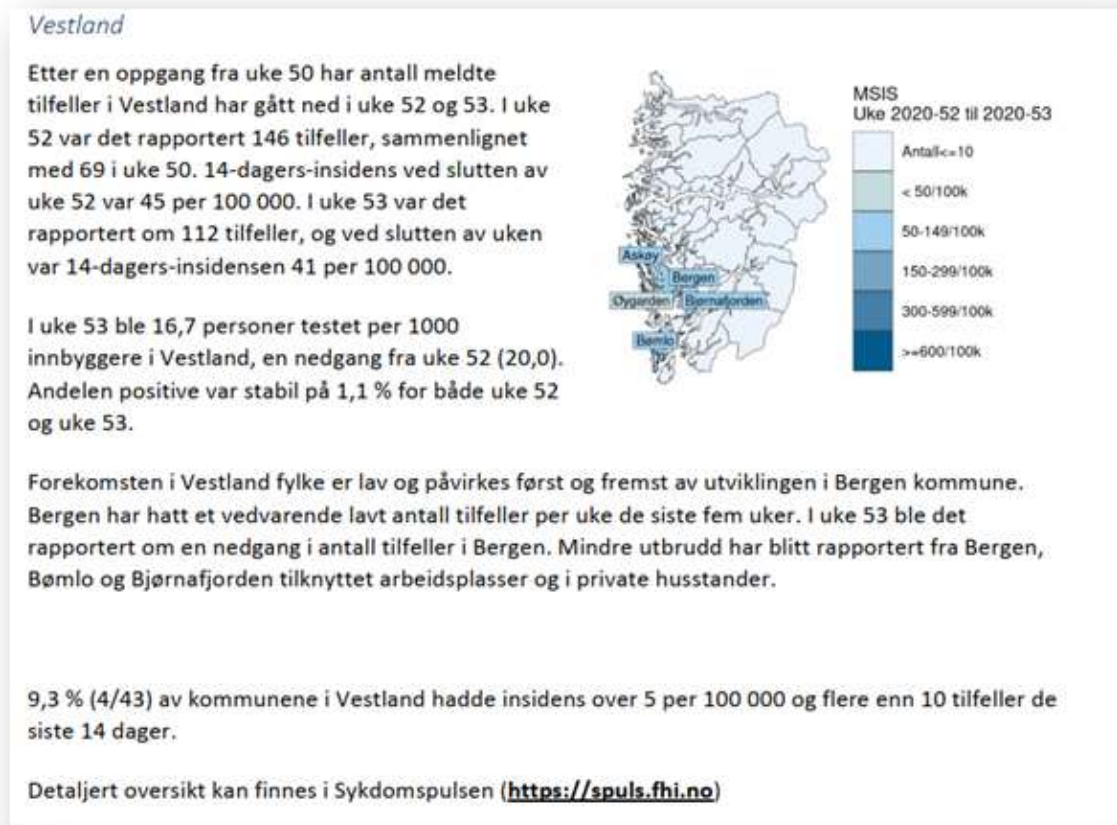 Vestland
Etter en oppgang fra uke 50 har antall meldte
tilfeller i Vestland har gått ned i uke 52 og 53. I uke
52 var det rapportert 146 tilfeller, sammenlignet
med 69 i uke 50. 14-dagers-insidens ved slutten av
uke 52 var 45 per 100 000. I uke 53 var det
rapportert om 112 tilfeller, og ved slutten av uken
var 14-dagers-insidensen 41 per 100 000.
I uke 53 ble 16,7 personer testet per 1000
innbyggere i Vestland, en nedgang fra uke 52 (20,0).
Andelen positive var stabil på 1,1 % for både uke 52
og uke 53.
Askøy
Bergen
Øygarden
Bjørnafjorden
Bømlo
MSIS
Uke 2020-52 til 2020-53
Antall<=10
< 50/100k
50-149/100k
150-299/100k
300-599/100k
>=600/100k
Forekomsten i Vestland fylke er lav og påvirkes først og fremst av utviklingen i Bergen kommune.
Bergen har hatt et vedvarende lavt antall tilfeller per uke de siste fem uker. I uke 53 ble det
rapportert om en nedgang i antall tilfeller i Bergen. Mindre utbrudd har blitt rapportert fra Bergen,
Bømlo og Bjørnafjorden tilknyttet arbeidsplasser og i private husstander.
9,3 % (4/43) av kommunene i Vestland hadde insidens over 5 per 100 000 og flere enn 10 tilfeller de
siste 14 dager.
Detaljert oversikt kan finnes i Sykdomspulsen (https://spuls.fhi.no)